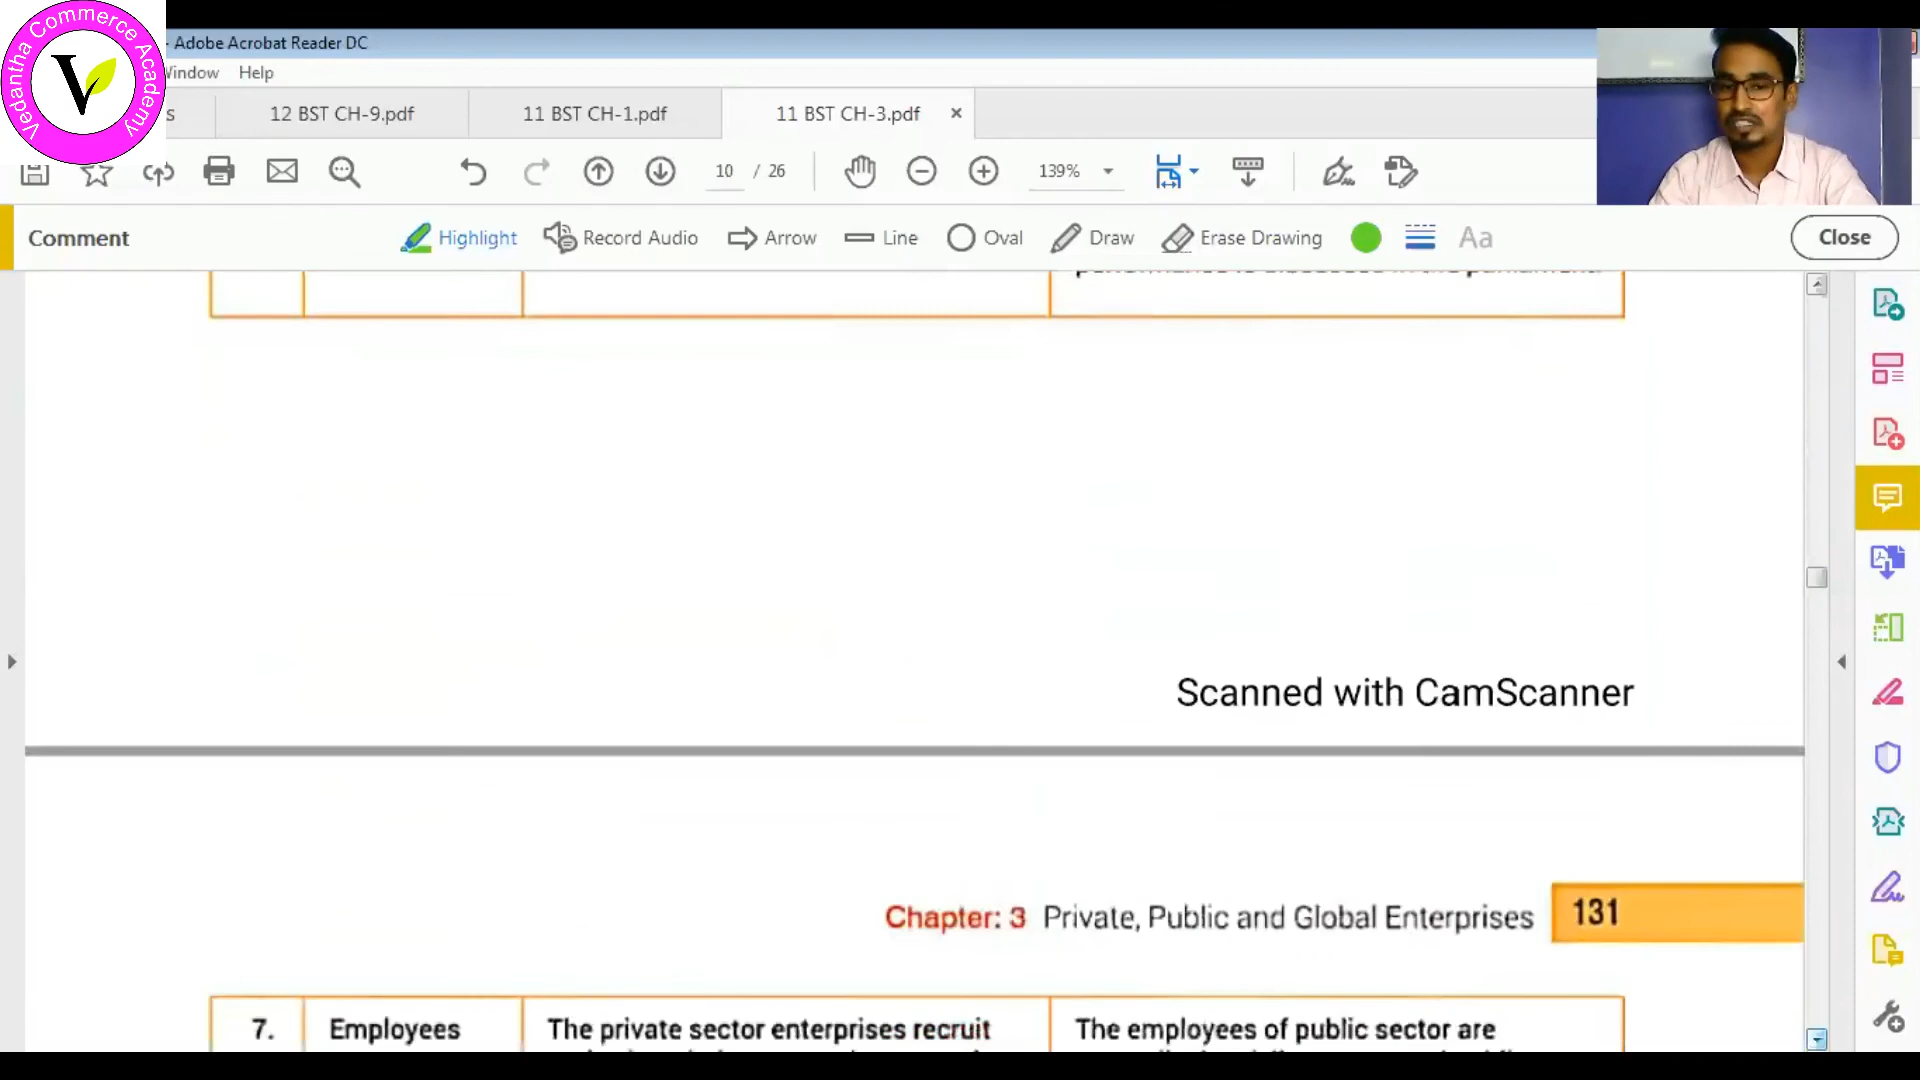 Vedantha Commerce Academy
V
- Adobe Acrobat Reader DC
Window Help
s 12 BST CH-9.pdf 11 BST CH-1.pdf 11 BST CH-3.pdf ×
10 / 26 139%
Comment Highlight Record Audio Arrow Line Oval Draw Erase Drawing Aa Close
Scanned with CamScanner
Chapter: 3 Private, Public and Global Enterprises 131
7. Employees The private sector enterprises recruit The employees of public sector are